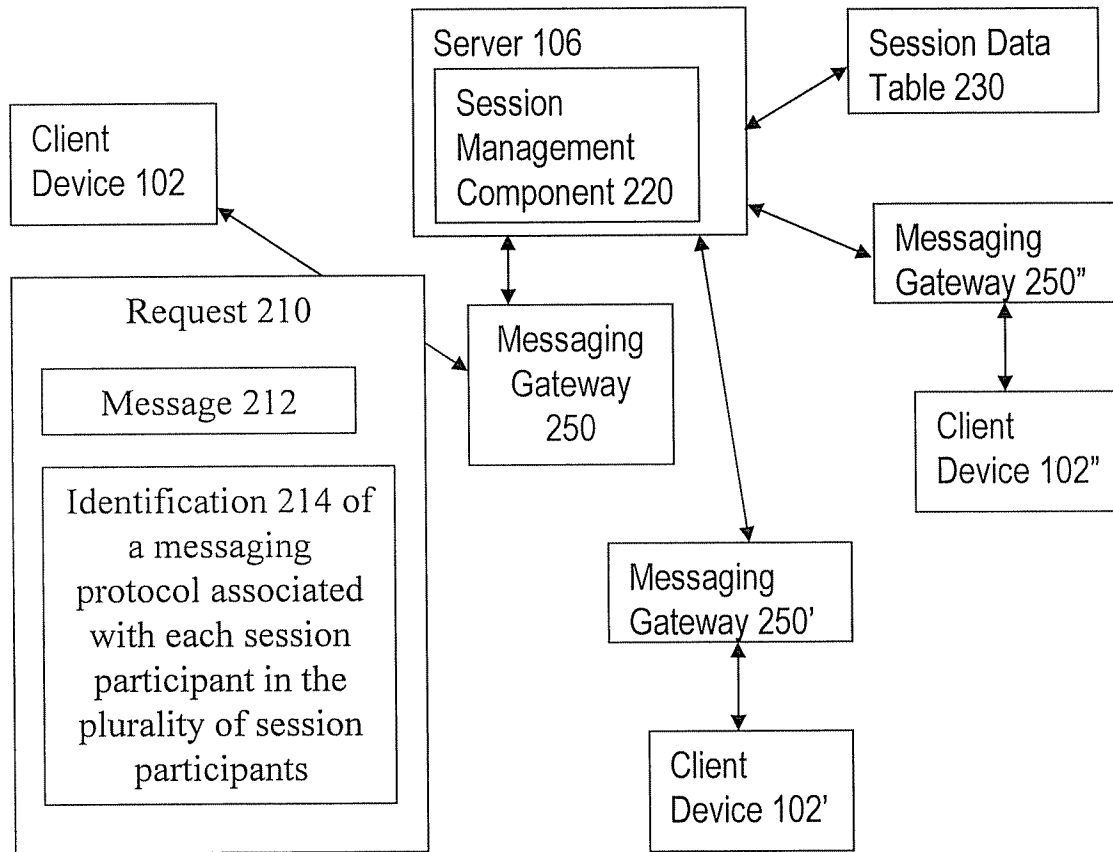 Server 106
Session
Management
Component 220
Session Data
Table 230
Client
Device 102
Messaging
Gateway 250”
Request 210
Message 212
Identification 214 of
a messaging
protocol associated
with each session
participant in the
plurality of session
participants
Messaging
Gateway
250
Client
Device 102”
Messaging
Gateway 250’
Client
Device 102’